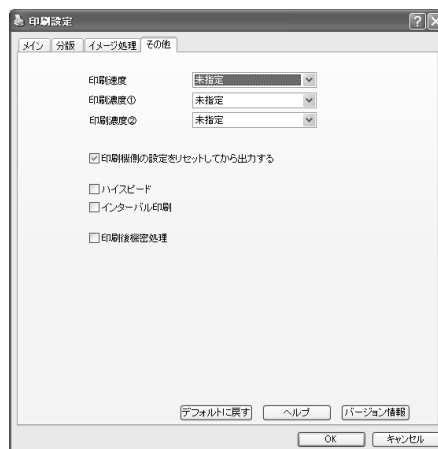 印刷設定
メイン 分版 イメージ処理 その他
印刷速度 未指定
印刷濃度① 未指定
印刷濃度② 未指定
印刷機側の設定をリセットしてから出力する
ハイスピード
インターバル印刷
印刷後機密処理
デフォルトに戻す ヘルプ バージョン情報
OK キャンセル